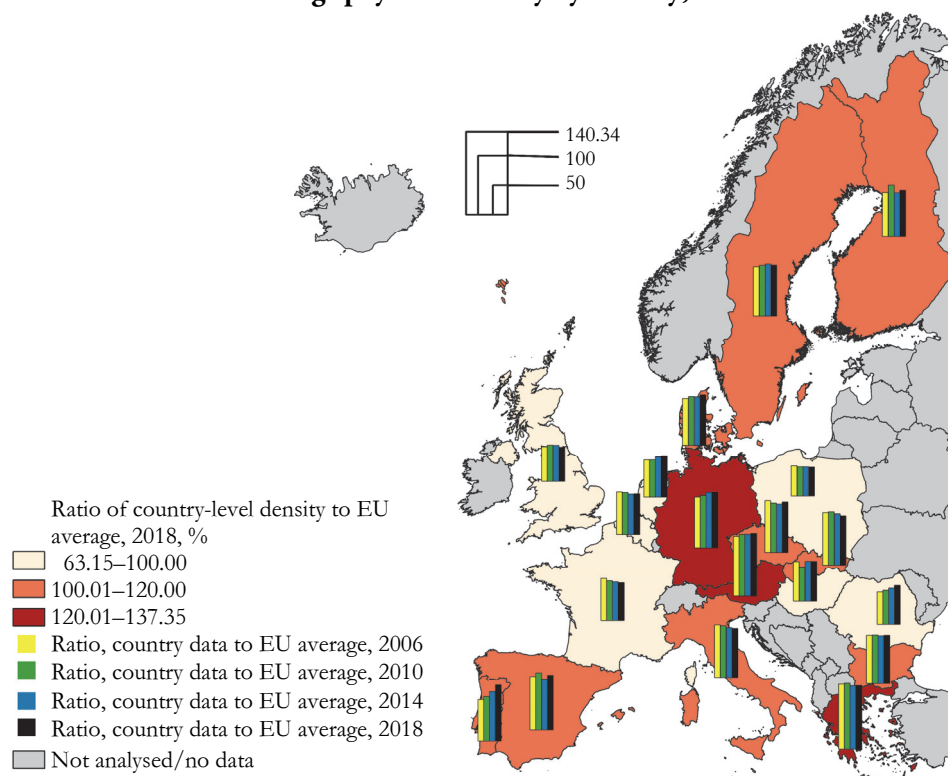 140.34
100
50
Ratio of country-level density to EU
average, 2018, %
63.15–100.00
100.01–120.00
120.01–137.35
Ratio, country data to EU average, 2006
Ratio, country data to EU average, 2010
Ratio, country data to EU average, 2014
Ratio, country data to EU average, 2018
Not analysed/no data